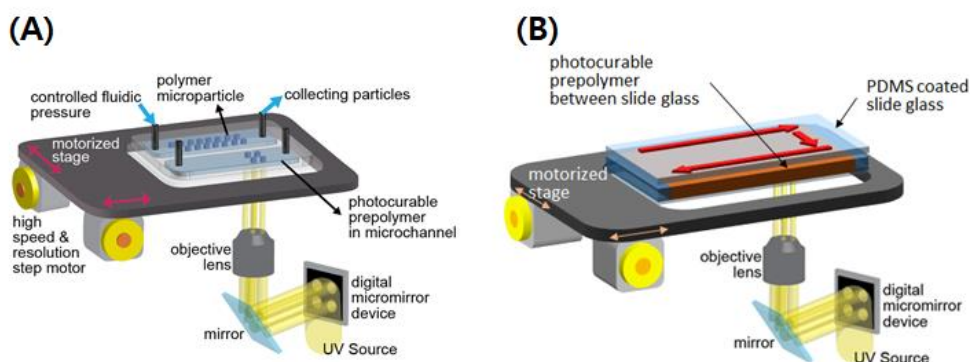 (A)
polymer
microparticle
controlled fluidic
pressure
collecting particles
motorized
stage
photocurable
prepolymer
in microchannel
high
speed &
resolution
step motor
objective
lens
digital
micromirror
device
mirror
UV Source
(B)
photocurable
prepolymer
between slide glass
PDMS coated
slide glass
motorized
stage
objective
lens
digital
micromirror
device
mirror
UV Source